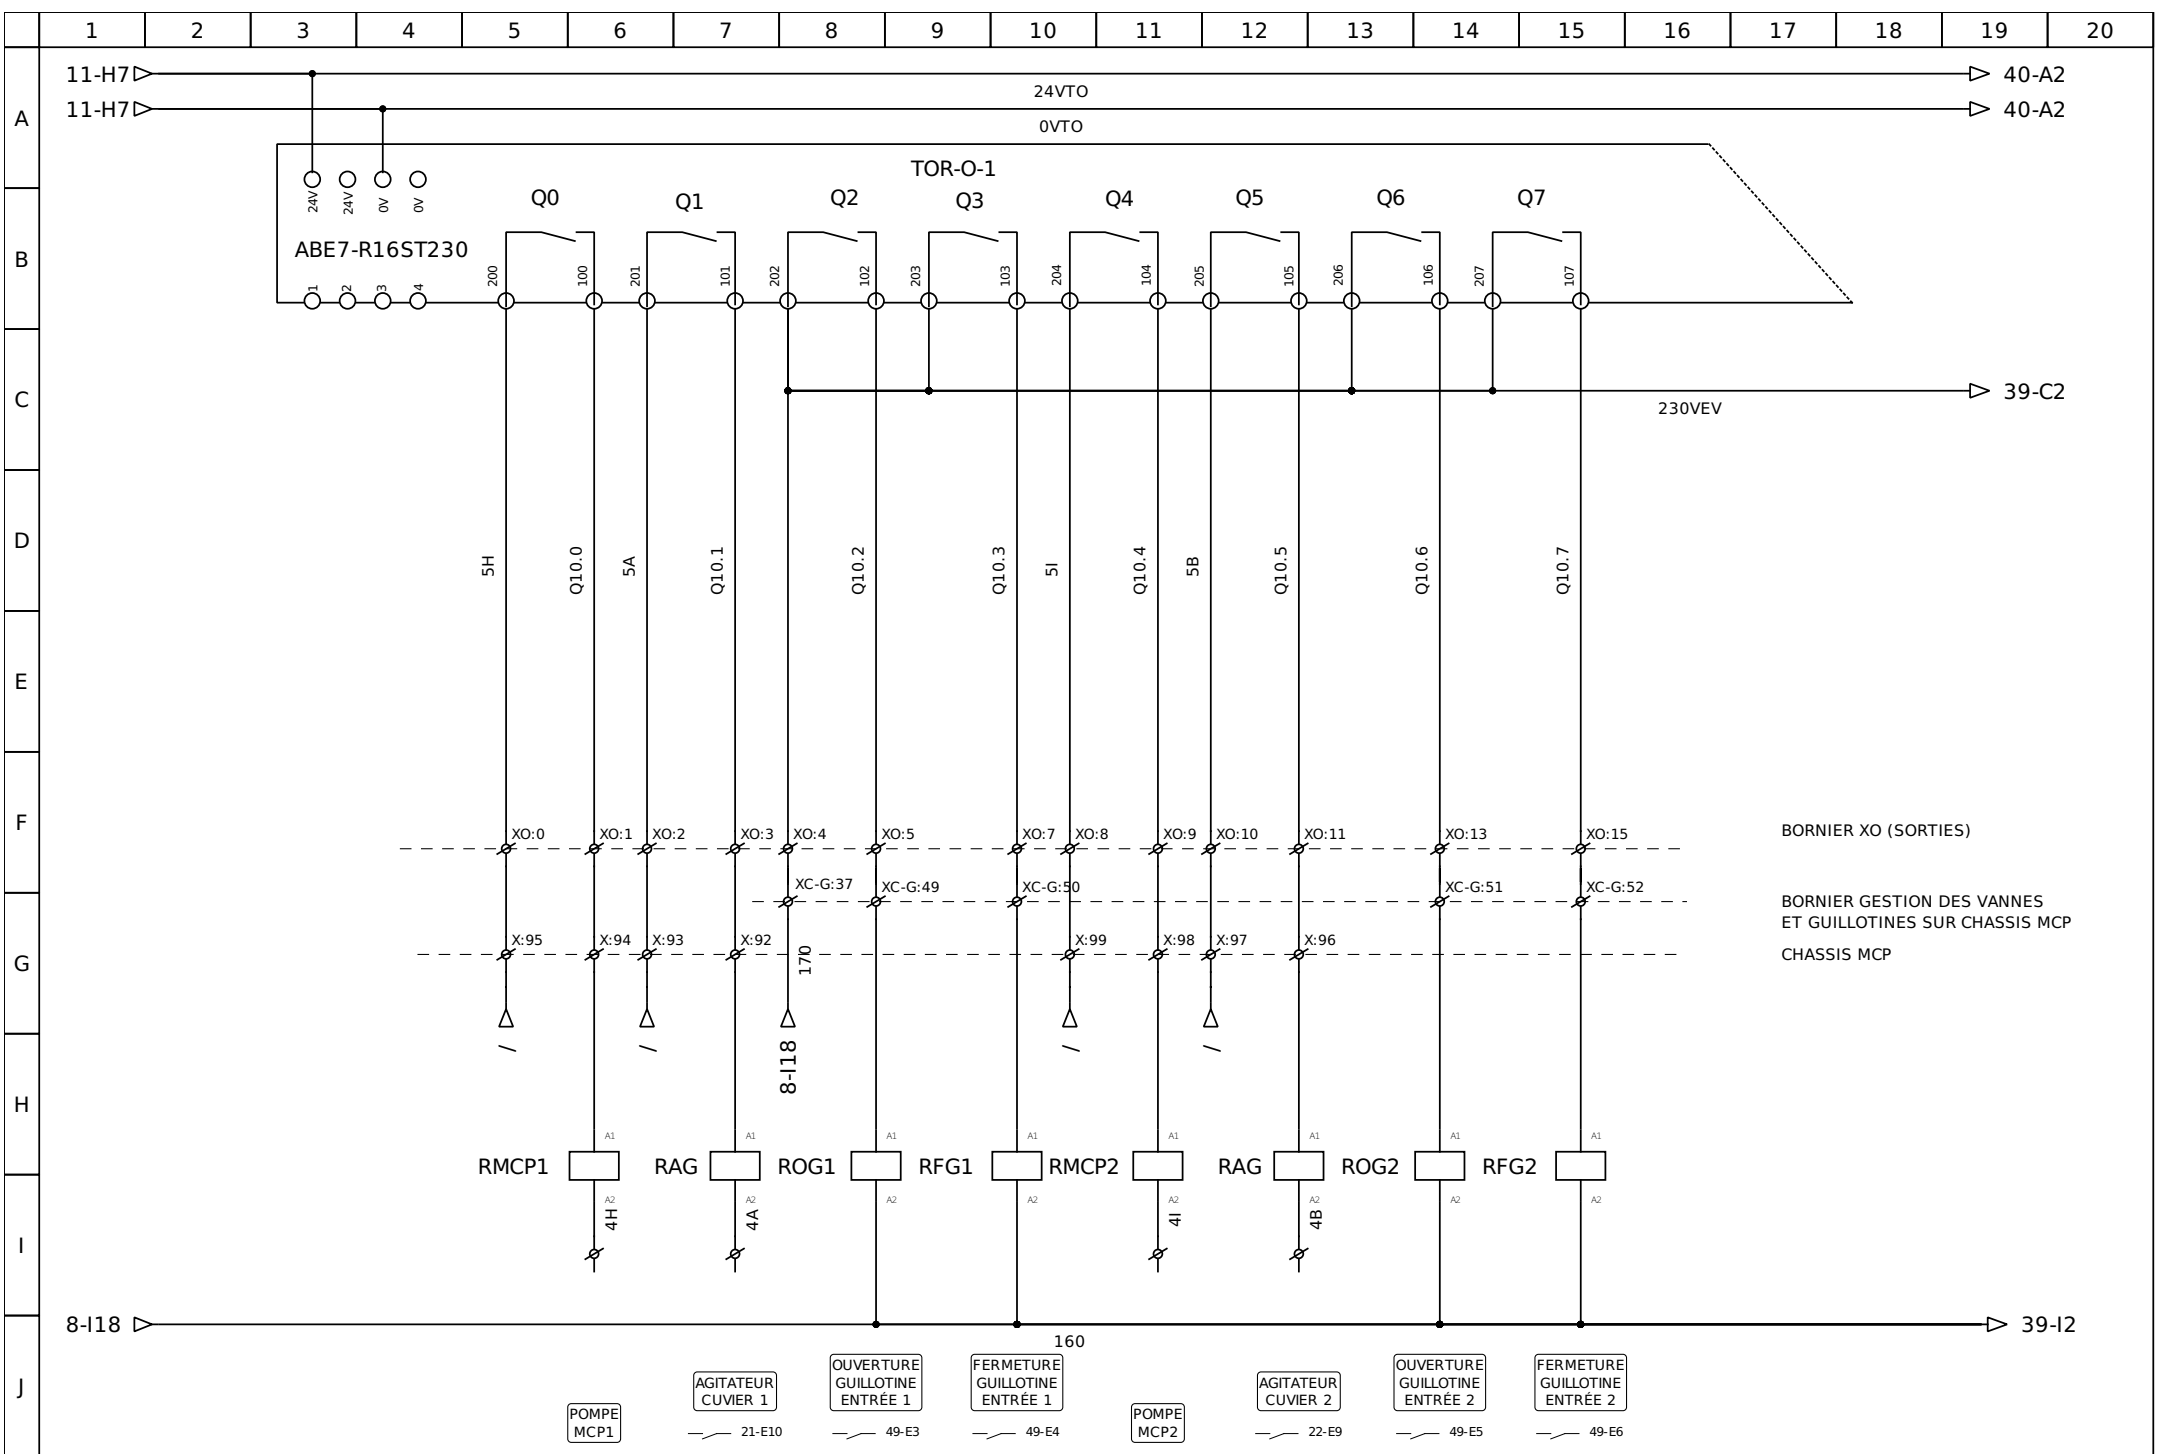 1 2 3 4 5 6 7 8 9 10 11 12 13 14 15 16 17 18 19 20
A
B
C
D
E
F
G
H
I
J
11-H7
40-A2
24VTO
11-H7
40-A2
0VTO
TOR-O-1
24V 24V 0V 0V
Q0 Q1 Q2 Q3 Q4 Q5 Q6 Q7
ABE7-R16ST230
1 2 3 4
200 100 201 101 202 102 203 103 204 104 205 105 206 106 207 107
39-C2
230VEV
5H Q10.0 5A Q10.1 Q10.2 Q10.3 5I Q10.4 5B Q10.5 Q10.6 Q10.7
XO:0 XO:1 XO:2 XO:3 XO:4 XO:5 XO:7 XO:8 XO:9 XO:10 XO:11 XO:13 XO:15
BORNIER XO (SORTIES)
XC-G:37 XC-G:49 XC-G:50 XC-G:51 XC-G:52
BORNIER GESTION DES VANNES
ET GUILLOTINES SUR CHASSIS MCP
X:95 X:94 X:93 X:92 X:99 X:98 X:97 X:96
CHASSIS MCP
170
/ / 8-I18 / /
A1 A1 A1 A1 A1 A1 A1 A1
RMCP1 RAG ROG1 RFG1 RMCP2 RAG ROG2 RFG2
A2 A2 A2 A2 A2 A2 A2 A2
4H 4A 4I 4B
8-I18
39-I2
160
POMPE
MCP1
AGITATEUR
CUVIER 1
21-E10
OUVERTURE
GUILLOTINE
ENTRÉE 1
49-E3
FERMETURE
GUILLOTINE
ENTRÉE 1
49-E4
POMPE
MCP2
AGITATEUR
CUVIER 2
22-E9
OUVERTURE
GUILLOTINE
ENTRÉE 2
49-E5
FERMETURE
GUILLOTINE
ENTRÉE 2
49-E6